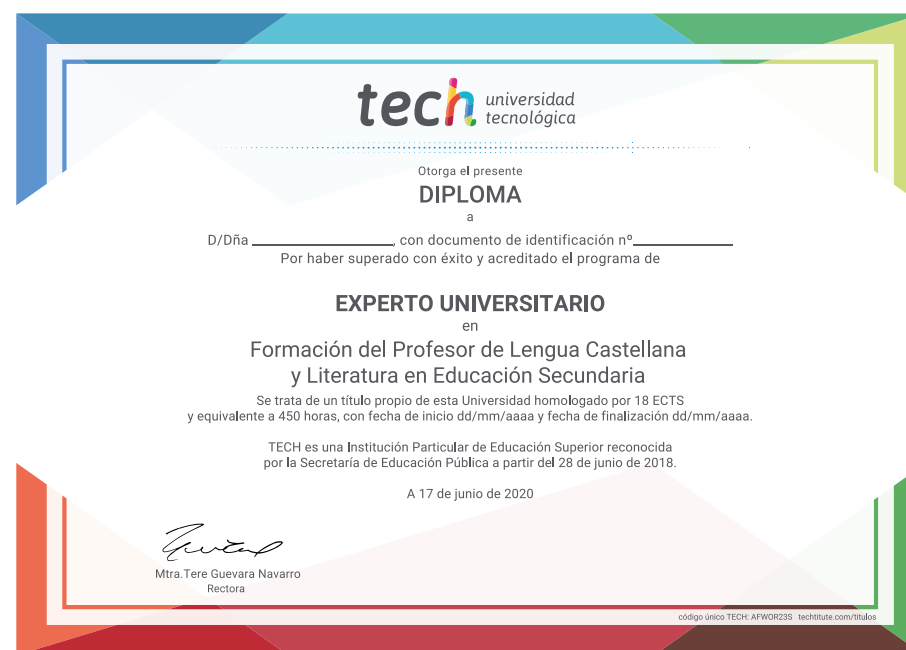 tech universidad
tecnológica
Otorga el presente
DIPLOMA
a
D/Dña ____________________, con documento de identificación nº______________
Por haber superado con éxito y acreditado el programa de
EXPERTO UNIVERSITARIO
en
Formación del Profesor de Lengua Castellana
y Literatura en Educación Secundaria
Se trata de un título propio de esta Universidad homologado por 18 ECTS
y equivalente a 450 horas, con fecha de inicio dd/mm/aaaa y fecha de finalización dd/mm/aaaa.
TECH es una Institución Particular de Educación Superior reconocida
por la Secretaría de Educación Pública a partir del 28 de junio de 2018.
A 17 de junio de 2020
Mtra.Tere Guevara Navarro
Rectora
código único TECH: AFWOR23S techtitute.com/titulos